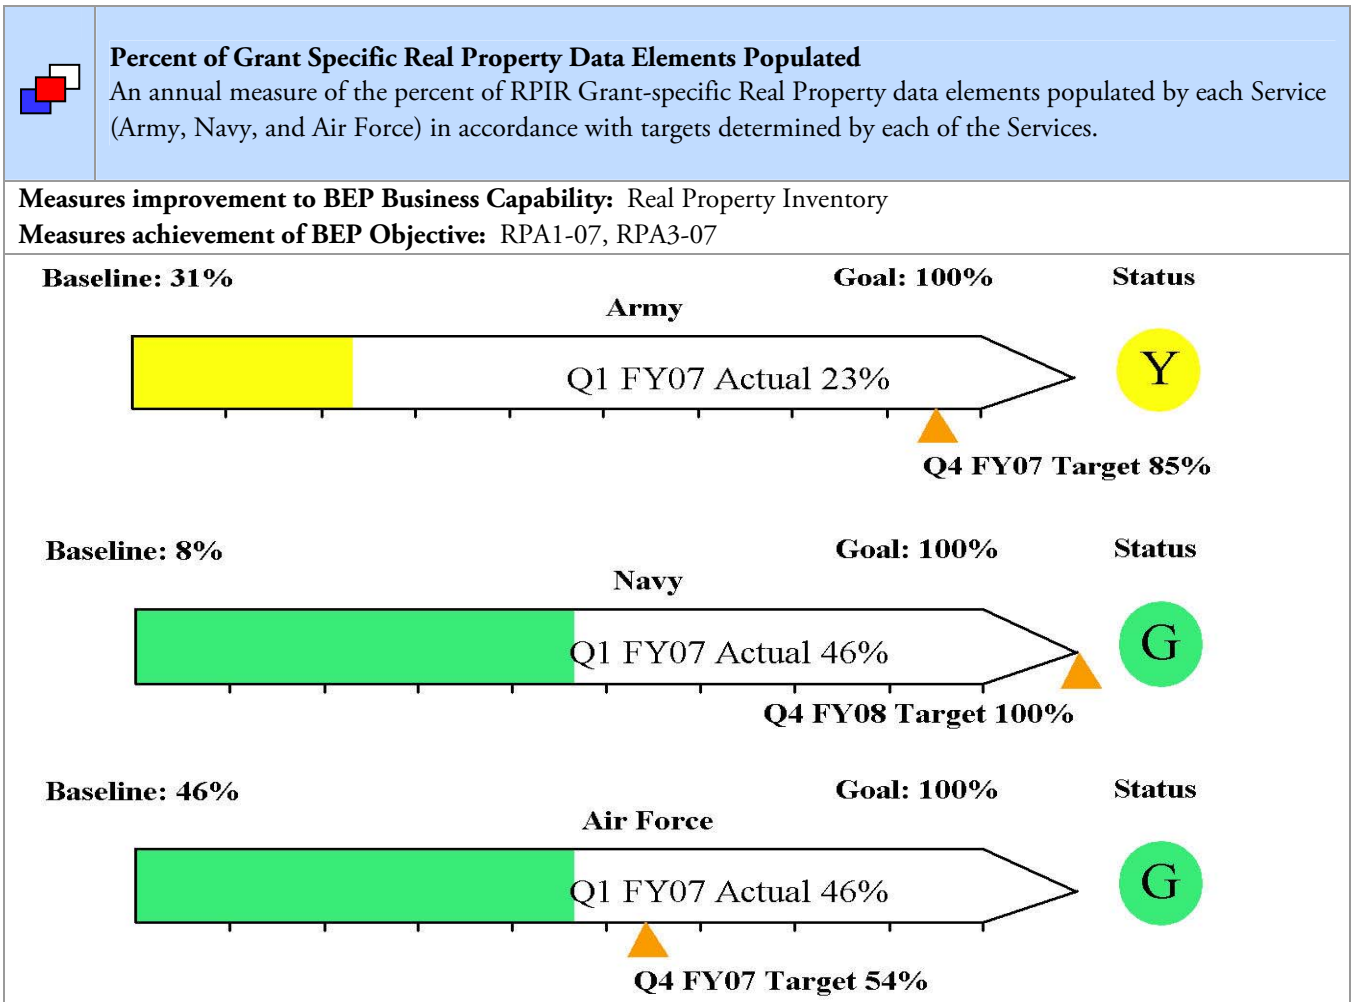 Percent of Grant Specific Real Property Data Elements Populated
An annual measure of the percent of RPIR Grant-specific Real Property data elements populated by each Service
(Army, Navy, and Air Force) in accordance with targets determined by each of the Services.
Measures improvement to BEP Business Capability: Real Property Inventory
Measures achievement of BEP Objective: RPA1-07, RPA3-07
Baseline: 31% Goal: 100% Status
Army
Q1 FY07 Actual 23% Y
Q4 FY07 Target 85%
Baseline: 8% Goal: 100% Status
Navy
Q1 FY07 Actual 46% G
Q4 FY08 Target 100%
Baseline: 46% Goal: 100% Status
Air Force
Q1 FY07 Actual 46% G
Q4 FY07 Target 54%